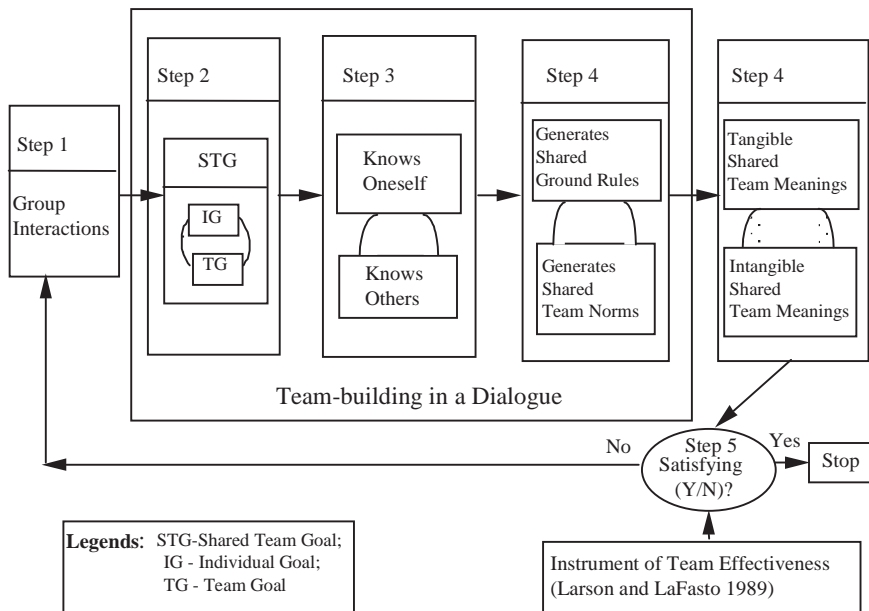 Step 1
Group
Interactions
Step 2
STG
IG
TG
Step 3
Knows
Oneself
Knows
Others
Step 4
Generates
Shared
Ground Rules
Generates
Shared
Team Norms
Team-building in a Dialogue
Step 4
Tangible
Shared
Team Meanings
Intangible
Shared
Team Meanings
No
Step 5
Satisfying
(Y/N)?
Yes
Stop
Legends: STG-Shared Team Goal;
IG - Individual Goal;
TG - Team Goal
Instrument of Team Effectiveness
(Larson and LaFasto 1989)